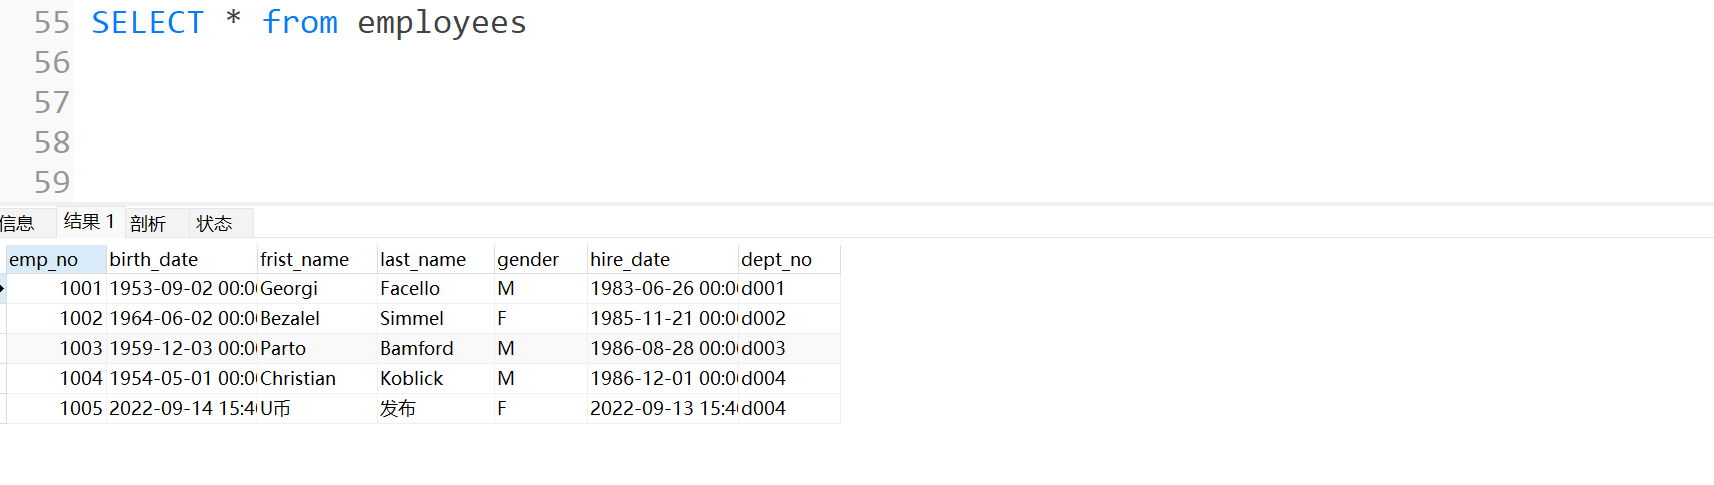 55 SELECT * from employees
56
57
58
59
信息 结果 1 剖析 状态
emp_no birth_date frist_name last_name gender hire_date dept_no
1001 1953-09-02 00:0 Georgi Facello M 1983-06-26 00:0 d001
1002 1964-06-02 00:0 Bezalel Simmel F 1985-11-21 00:0 d002
1003 1959-12-03 00:0 Parto Bamford M 1986-08-28 00:0 d003
1004 1954-05-01 00:0 Christian Koblick M 1986-12-01 00:0 d004
1005 2022-09-14 15:4 U币 发布 F 2022-09-13 15:4 d004